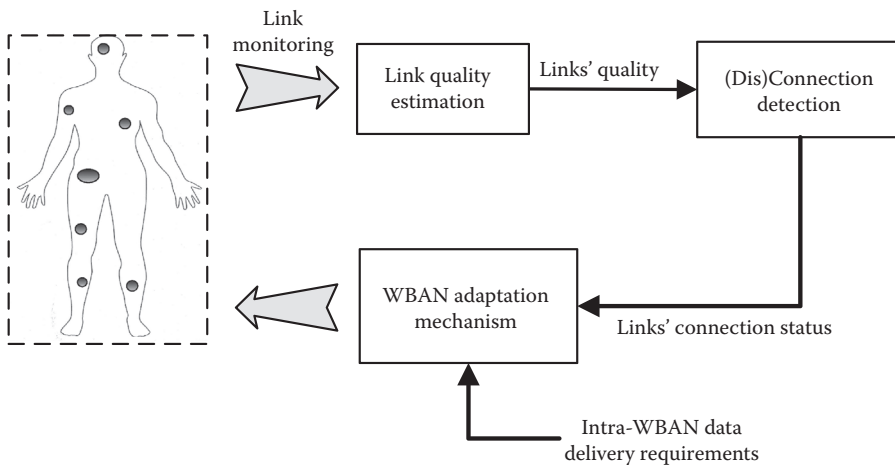 Link
monitoring
Link quality
estimation
Links’ quality
(Dis)Connection
detection
WBAN adaptation
mechanism
Links’ connection status
Intra-WBAN data
delivery requirements